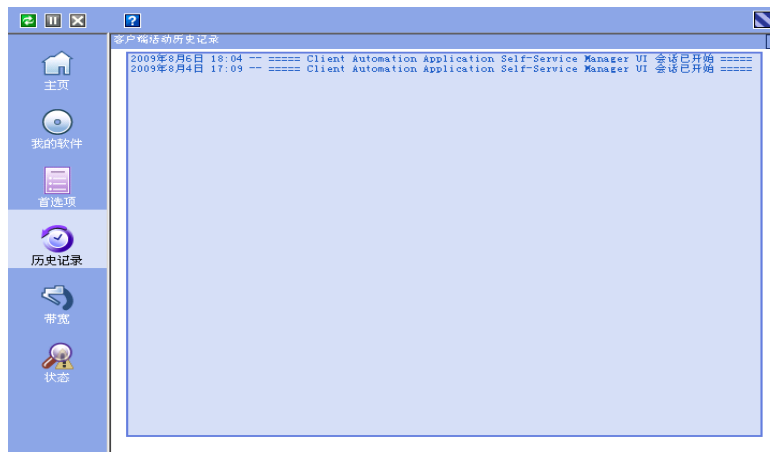 ?
客户端活动历史记录
2009年8月6日 18:04 -- ===== Client Automation Application Self-Service Manager UI 会话已开始 =====
2009年8月4日 17:09 -- ===== Client Automation Application Self-Service Manager UI 会话已开始 =====
主页
我的软件
首选项
历史记录
带宽
状态